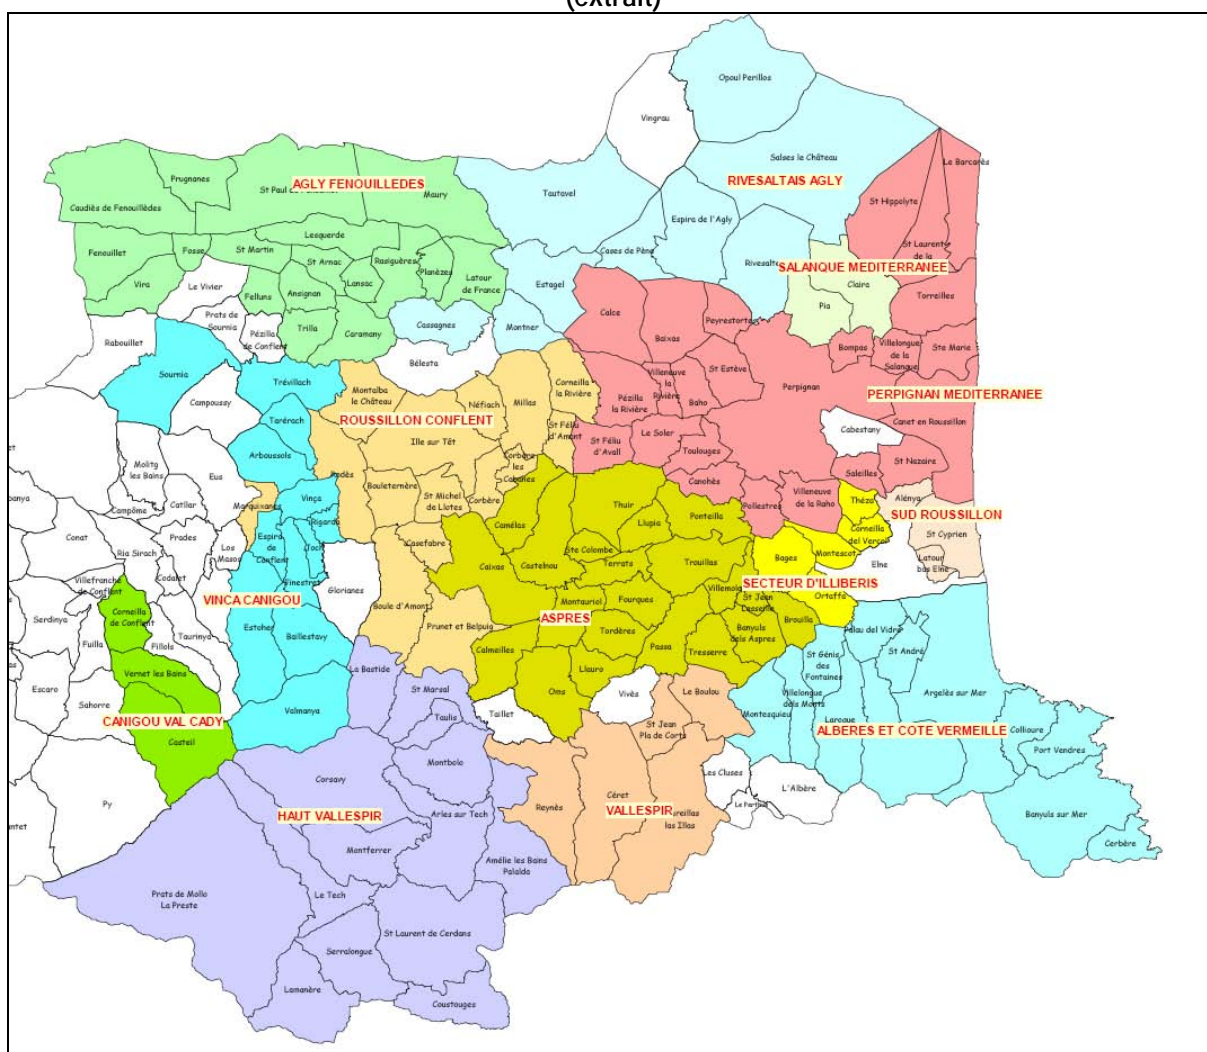 (extrait)
Opoul Perillos
Vingrau
Salses le Château
Le Barcarès
RIVESALTAIS AGLY
Prugnanes
AGLY FENOUILLEDES
St Paul
Maury
Tautavel
Caudiès de Fenouillèdes
St Hippolyte
Espira de l'Agly
Lesquerde
Fenouillet
Fosse
St Martin
Cases de Pène
St Laurent
de la
St Arnac
Rasiguères
Planèzes
Rivesalte
SALANQUE MEDITERRANEE
Vira
Le Vivier
Felluns
Ansignan
Lansac
Latour
de France
Estagel
Claira
Torreilles
Pia
Prats de
Sournia
Trilla
Caramany
Cassagnes
Montner
Calce
Peyrestortes
Pézilla
de Conflent
Rabouillet
Baixas
Bompas
Villelongue
de la
Salanque
Ste Marie
Bélesta
Sournia
Trévillach
St Estève
Montalba
le Château
Néfiach
Millas
Corneilla
la Rivière
Villeneuve
la
Rivière
Perpignan
PERPIGNAN MEDITERRANEE
Campoussy
Pézilla
la Rivière
Baho
Tarérach
ROUSSILLON CONFLENT
St Féliu
d'Amont
Canet en Roussillon
Cabestany
Ille sur Têt
St Féliu
d'Avall
Le Soler
Toulouges
Arboussols
Corbère
les
Cabanes
Molitg
les Bains
Eus
Rodès
Bouleternère
St Nazaire
Saleilles
Canohès
Vinça
St Michel
de Llotes
Corbère
Villeneuve
de la Raho
Campôme
Catllar
Marquixanes
Pollestres
Théza
Alénya
SUD ROUSSILLON
Thuir
Ponteilla
Rigarda
Camélas
Llupia
Corneilla
del Vercol
St Cyprien
Conat
Prades
Espira
de
Conflent
Joch
Casefabre
Ria Sirach
Los
Masos
Ste Colombe
Montescot
Latour
bas Elne
Caixas
Castelnou
Terrats
Trouillas
Bages
Elne
Codalet
Villefranche
de Conflent
Finestret
Glorianes
SECTEUR D'ILLIBERIS
VINCA CANIGOU
Boule d'Amont
Montauriol
Fourques
Villemolaq
St Jean
Lasseille
Ortaffa
Corneilla
de Conflent
Serdinya
Fuilla
Taurinya
Estoher
Baillestavy
Prunet et Belpuig
ASPRES
Tordères
Banyuls
dels Aspres
Brouilla
Palau del Vidre
Fillols
Calmeilles
Passa
Tresserre
St Génis
des
Fontaines
St André
Vernet les Bains
La Bastide
Llauro
Escaro
St Marsal
Oms
Vivès
Le Boulou
Villelongue
dels Monts
Argelès sur Mer
Sahorre
Valmanya
Taulis
Taillet
Montesquieu
CANIGOU VAL CADY
St Jean
Pla de Corts
Laroque
ALBERES ET COTE VERMEILLE
Collioure
Casteil
Port Vendres
Montbolo
Corsavy
Les Cluses
L'Albère
Py
Reynès
Céret
Le Perthus
HAUT VALLESPIR
Arles sur Tech
VALLESPIR
las Illas
Banyuls sur Mer
Cerbère
Montferrer
Amélie les Bains
Palalda
Prats de Mollo
La Preste
Le Tech
St Laurent de Cerdans
Serralongue
Lamanère
Coustouges